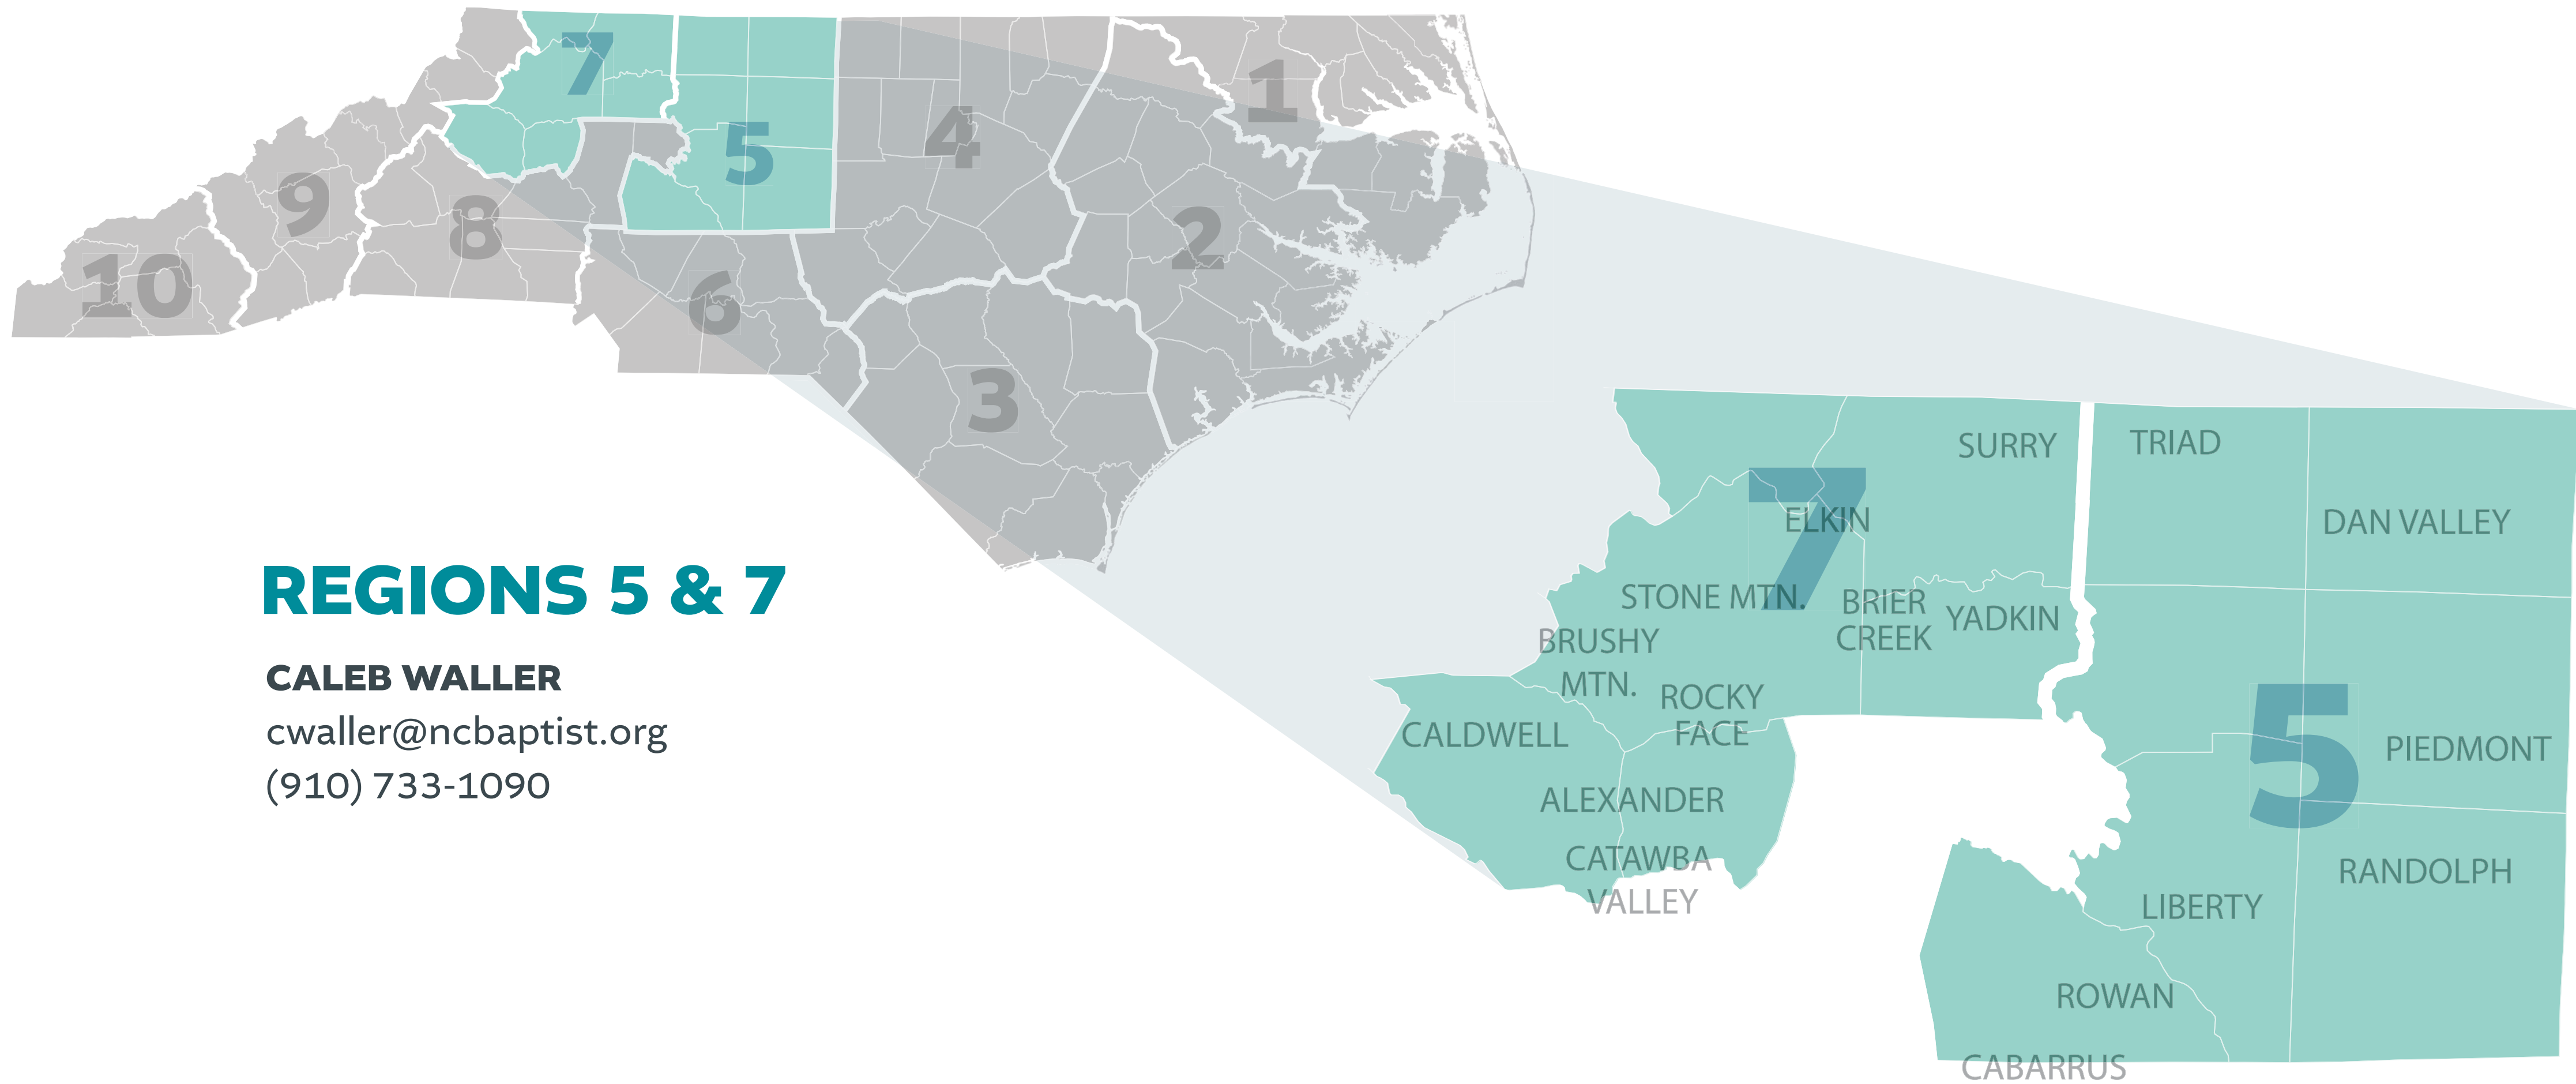 7
5
4
1
9
8
2
10
6
3
REGIONS 5 & 7
CALEB WALLER
cwaller@ncbaptist.org
(910) 733-1090
SURRY
TRIAD
7
ELKIN
DAN VALLEY
STONE MTN.
BRIER
CREEK
YADKIN
BRUSHY
MTN.
ROCKY
FACE
CALDWELL
5
PIEDMONT
ALEXANDER
CATAWBA
VALLEY
RANDOLPH
LIBERTY
ROWAN
CABARRUS